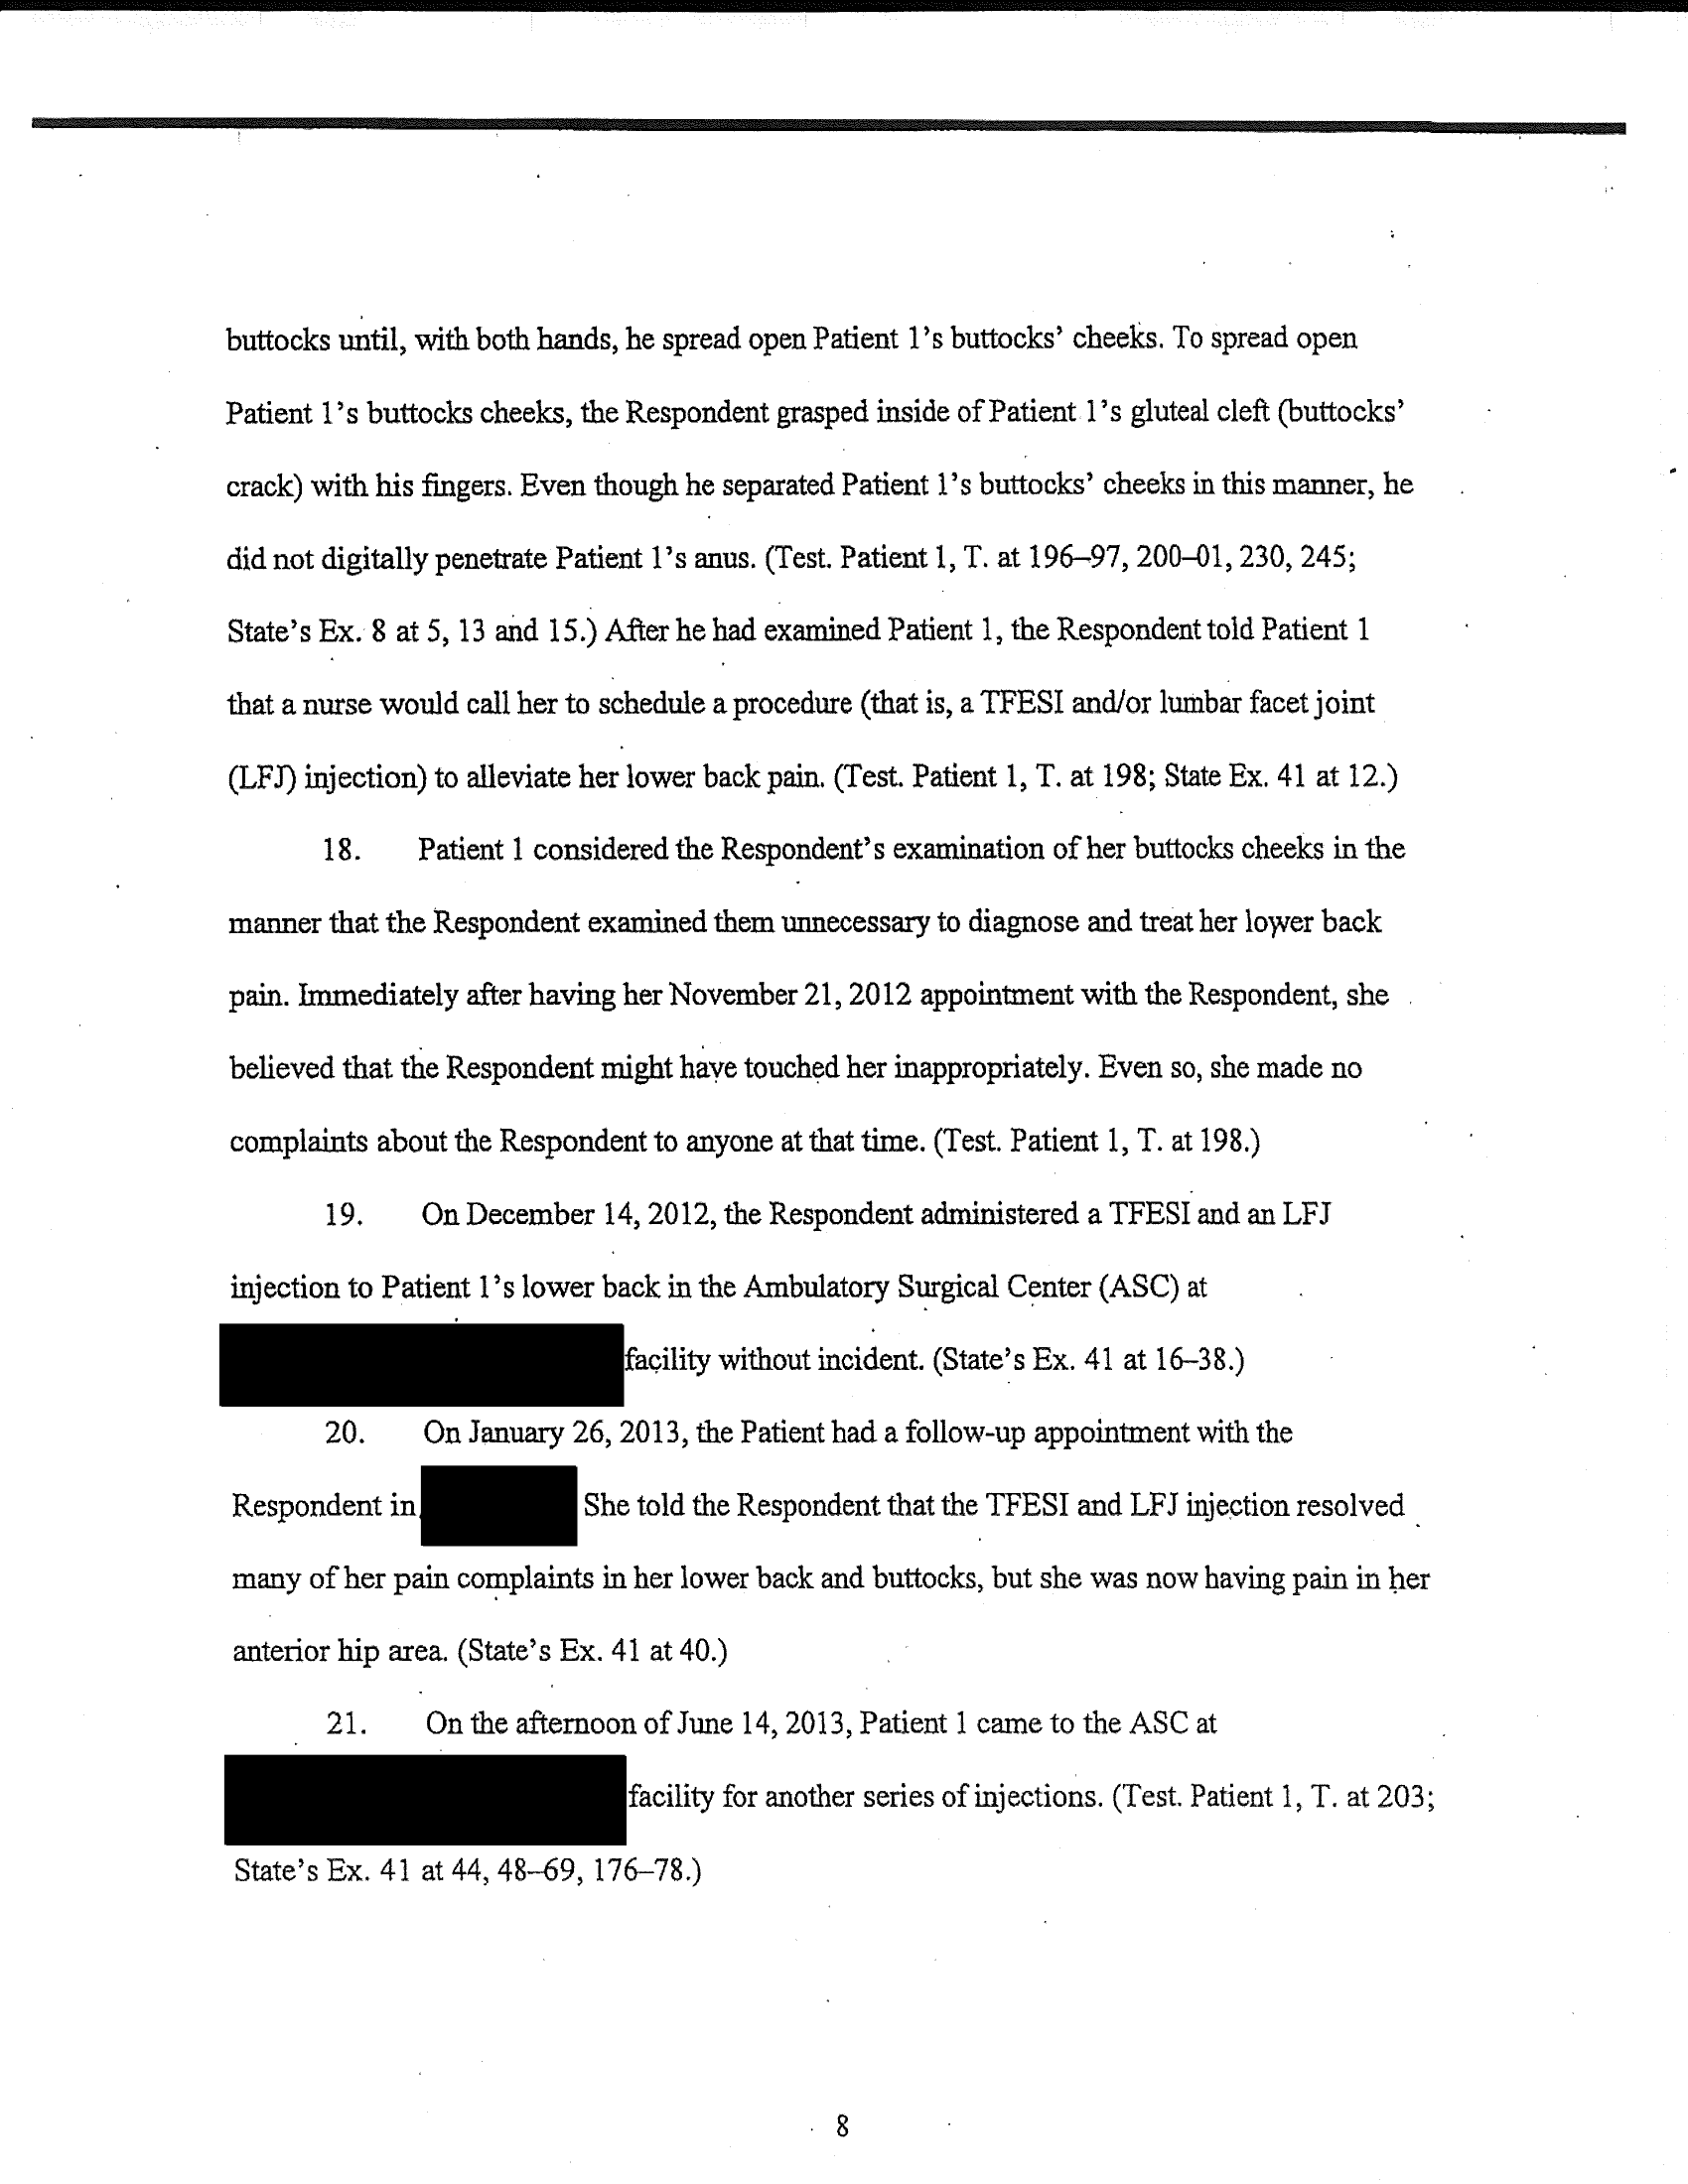 buttocks until, with both hands, he spread open Patient 1's buttocks' cheeks. To spread open
Patient 1's buttocks cheeks, the Respondent grasped inside of Patient 1's gluteal cleft (buttocks'
crack) with his fingers. Even though he separated Patient 1's buttocks' cheeks in this manner, he
did not digitally penetrate Patient 1's anus. (Test. Patient 1, T. at 196–97, 200–01, 230, 245;
State's Ex. 8 at 5, 13 and 15.) After he had examined Patient 1, the Respondent told Patient 1
that a nurse would call her to schedule a procedure (that is, a TFESI and/or lumbar facet joint
(LFJ) injection) to alleviate her lower back pain. (Test. Patient 1, T. at 198; State Ex. 41 at 12.)
18. Patient 1 considered the Respondent's examination of her buttocks cheeks in the
manner that the Respondent examined them unnecessary to diagnose and treat her lower back
pain. Immediately after having her November 21, 2012 appointment with the Respondent, she
believed that the Respondent might have touched her inappropriately. Even so, she made no
complaints about the Respondent to anyone at that time. (Test. Patient 1, T. at 198.)
19. On December 14, 2012, the Respondent administered a TFESI and an LFJ
injection to Patient 1's lower back in the Ambulatory Surgical Center (ASC) at
facility without incident. (State's Ex. 41 at 16–38.)
20. On January 26, 2013, the Patient had a follow-up appointment with the
Respondent in She told the Respondent that the TFESI and LFJ injection resolved
many of her pain complaints in her lower back and buttocks, but she was now having pain in her
anterior hip area. (State's Ex. 41 at 40.)
21. On the afternoon of June 14, 2013, Patient 1 came to the ASC at
facility for another series of injections. (Test. Patient 1, T. at 203;
State's Ex. 41 at 44, 48–69, 176–78.)
8